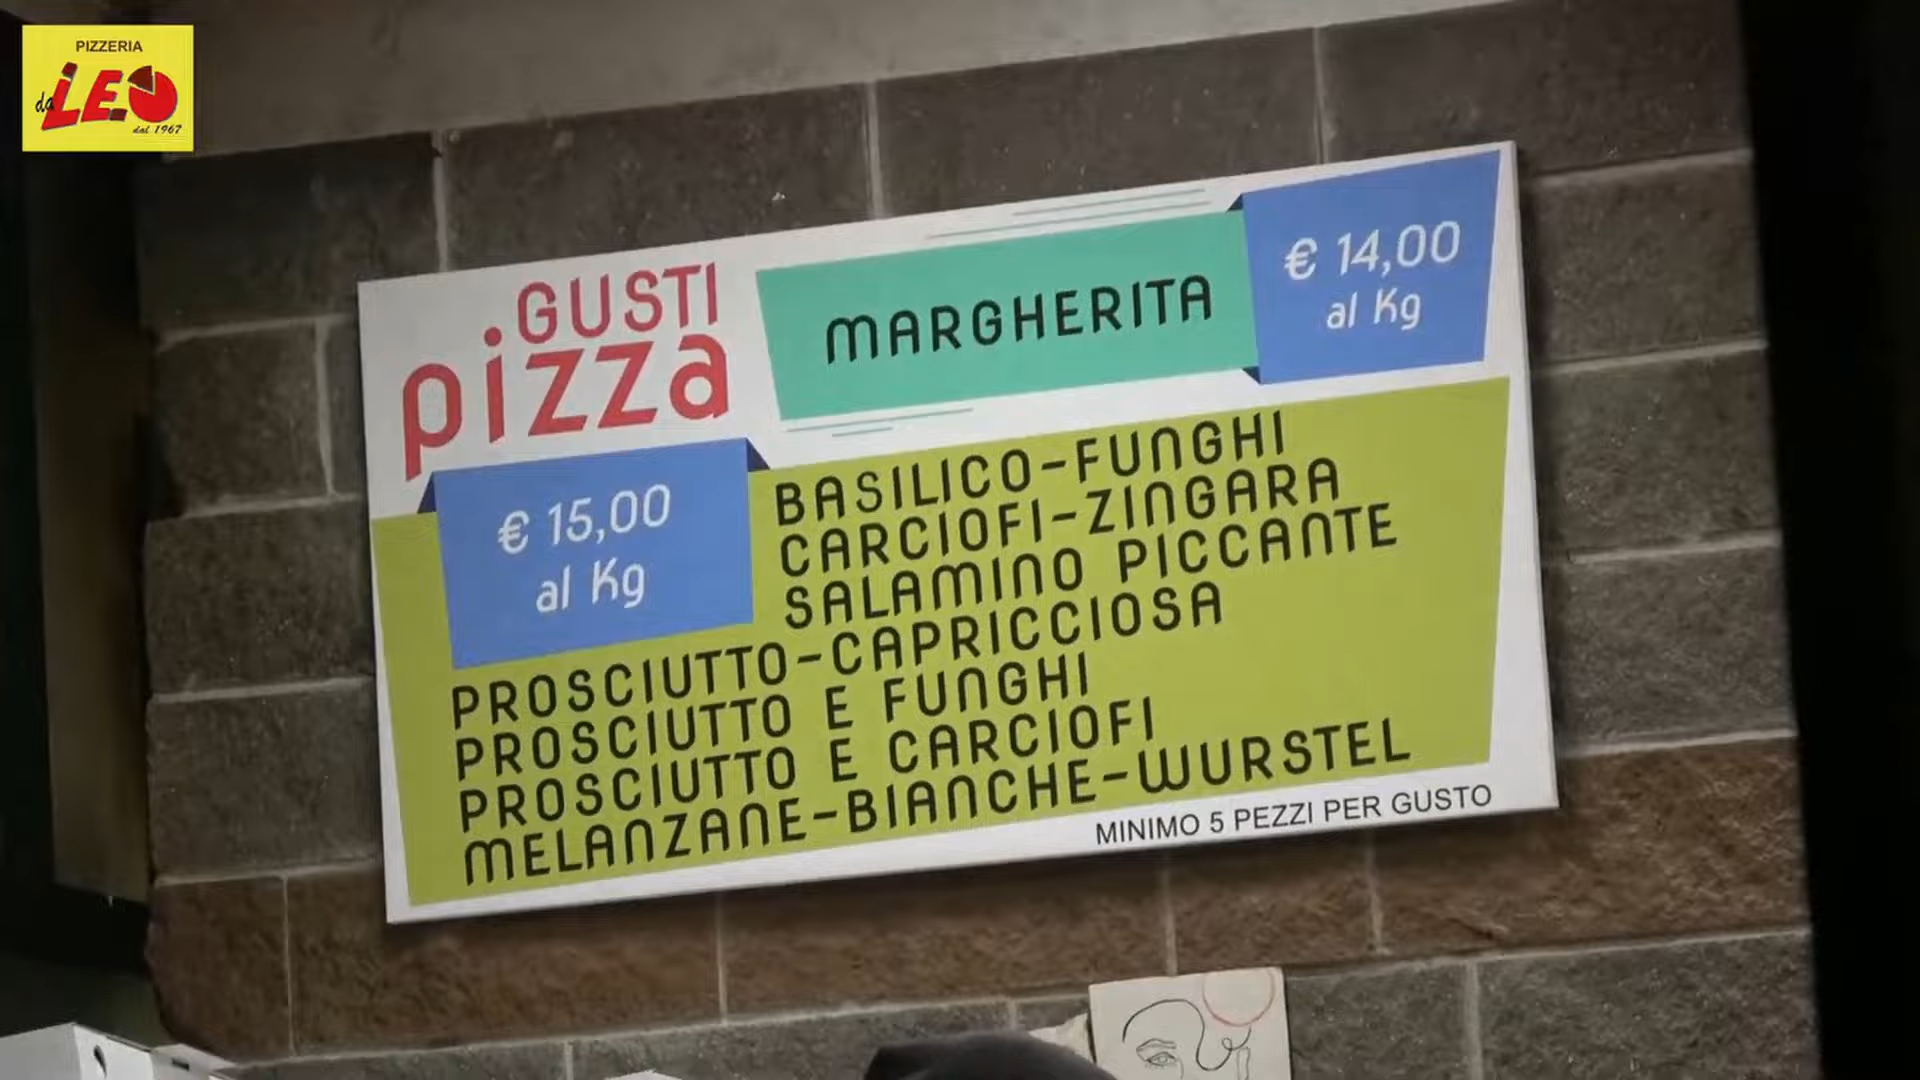 PIZZERIA
da LEO
dal 1967
GUSTI
pizza
MARGHERITA
€ 14,00
al Kg
€ 15,00
al Kg
BASILICO-FUNGHI
CARCIOFI-ZINGARA
SALAMINO PICCANTE
PROSCIUTTO-CAPRICCIOSA
PROSCIUTTO E FUNGHI
PROSCIUTTO E CARCIOFI
MELANZANE-BIANCHE-WURSTEL
MINIMO 5 PEZZI PER GUSTO